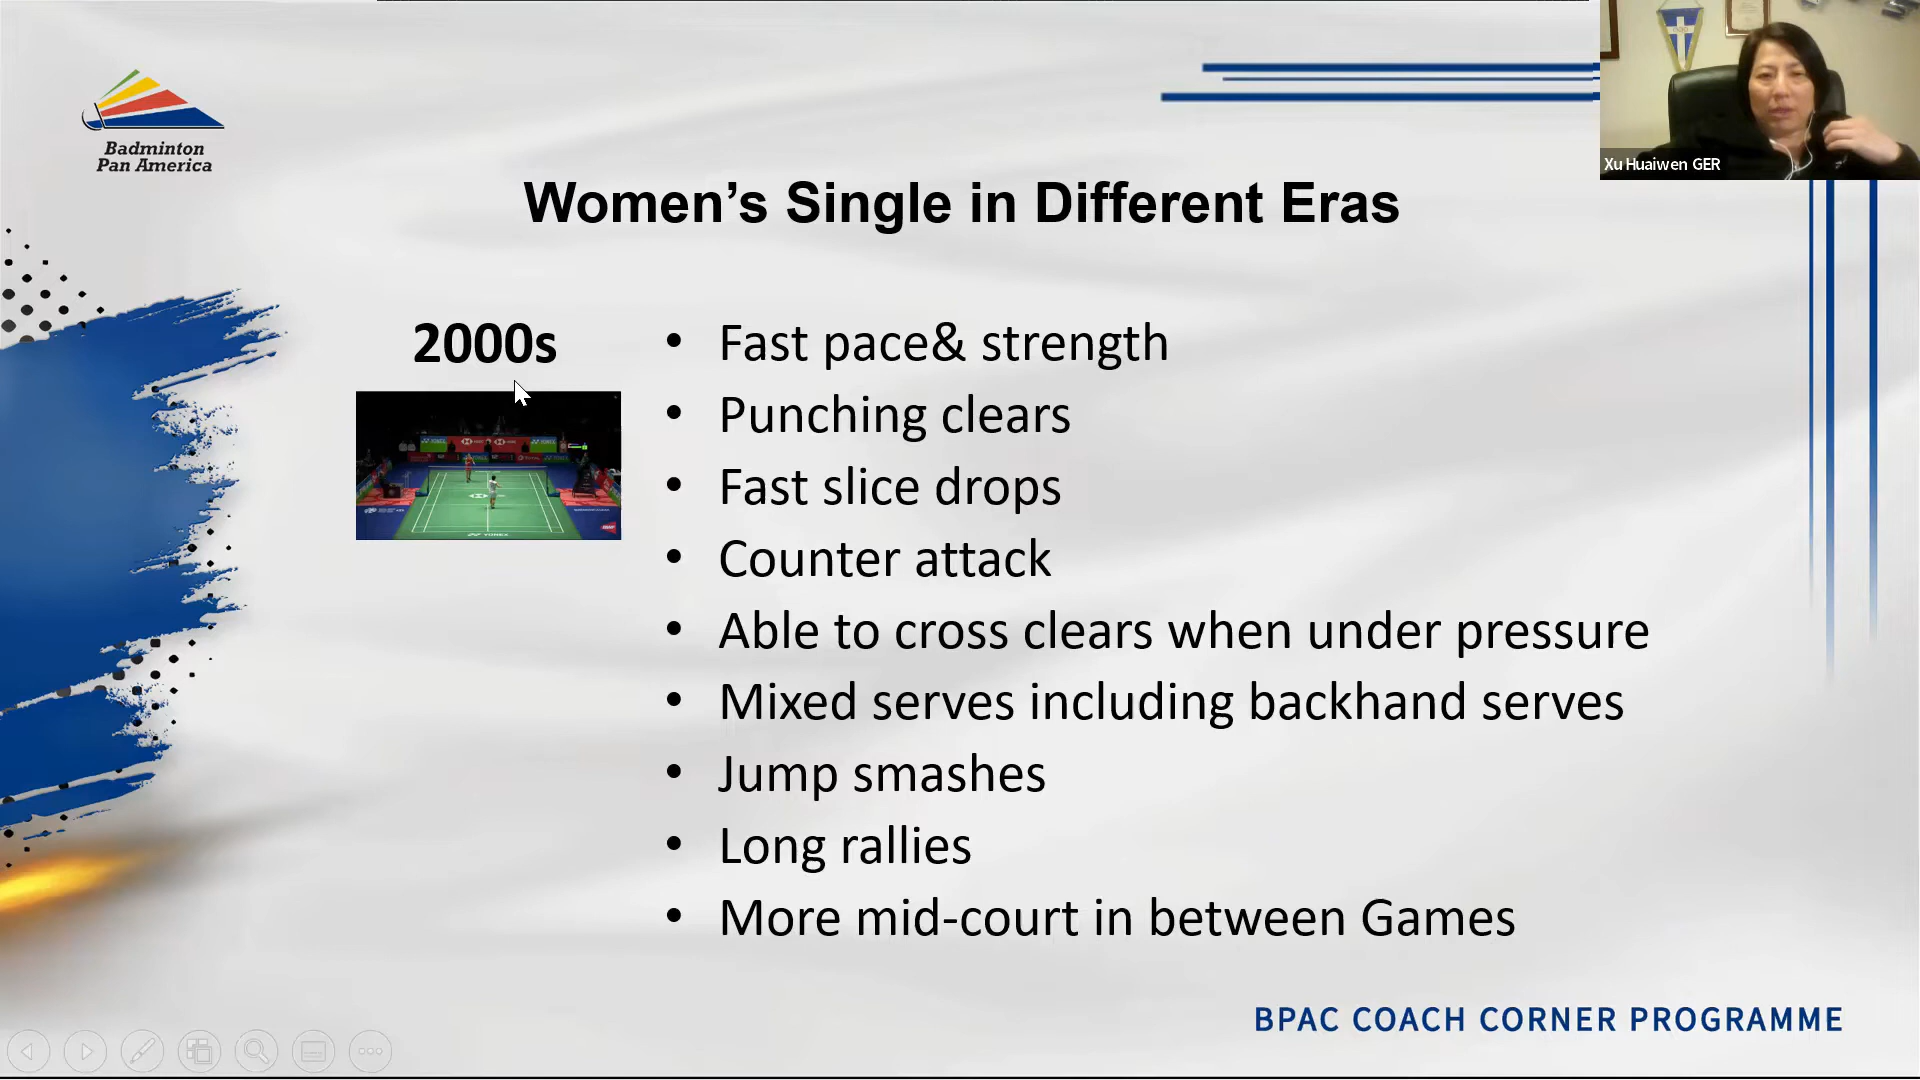 Badminton
Pan America
Xu Huaiwen GER
Women’s Single in Different Eras
2000s
• Fast pace& strength
• Punching clears
• Fast slice drops
• Counter attack
• Able to cross clears when under pressure
• Mixed serves including backhand serves
• Jump smashes
• Long rallies
• More mid-court in between Games
YONEX
BPAC COACH CORNER PROGRAMME